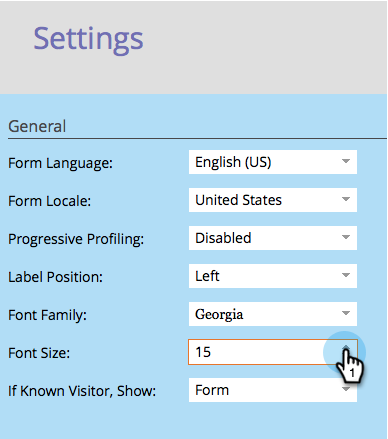 Settings
General
Form Language: English (US)
Form Locale: United States
Progressive Profiling: Disabled
Label Position: Left
Font Family: Georgia
Font Size: 15
1
If Known Visitor, Show: Form